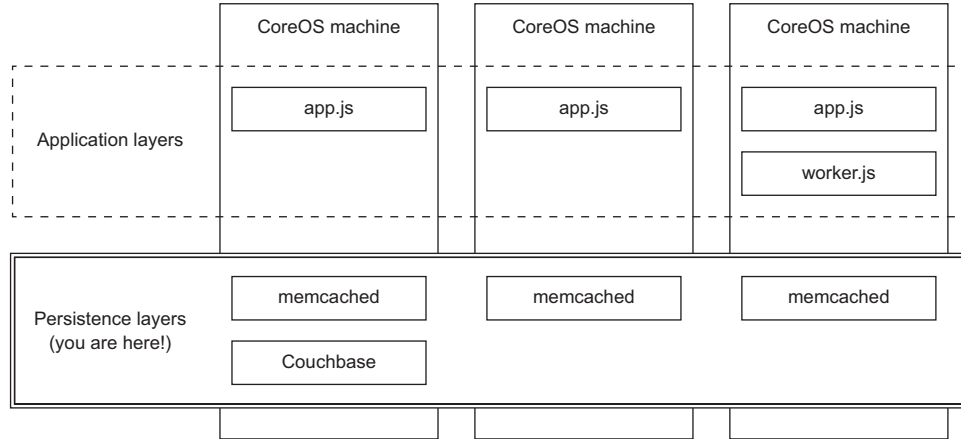 CoreOS machine
CoreOS machine
CoreOS machine
Application layers
app.js
app.js
app.js
worker.js
Persistence layers
(you are here!)
memcached
memcached
memcached
Couchbase